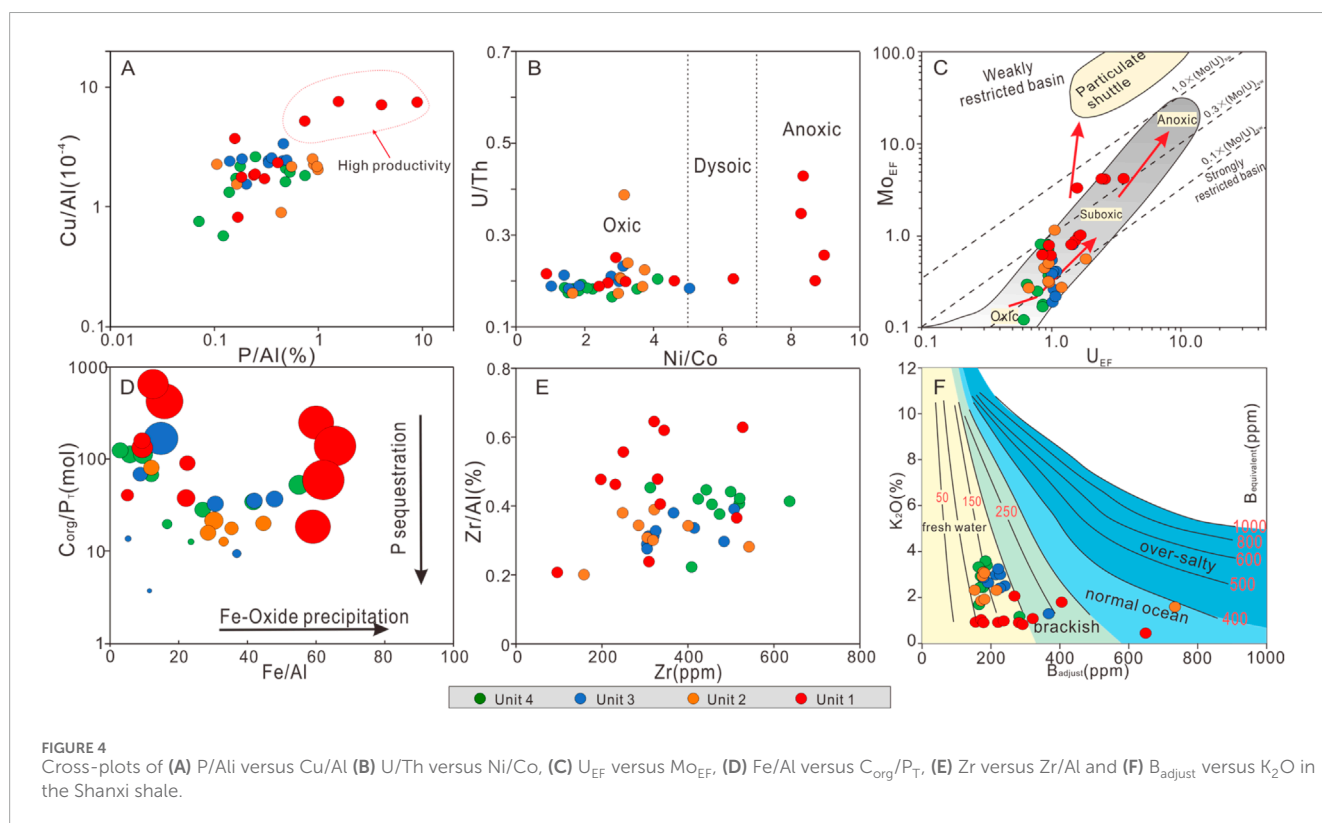 A
Cu/Al(10⁻⁴)
10
1
0.1
0.01
0.1
1
10
P/Al(%)
High productivity
B
U/Th
0.7
0.5
0.3
0.1
0
2
4
6
8
10
Ni/Co
Oxic
Dysoic
Anoxic
C
Mo_EF
100.0
10.0
1.0
0.1
0.1
1.0
10.0
U_EF
Weakly
restricted basin
Particulate
shuttle
1.0×(Mo/U)
0.3×(Mo/U)
0.1×(Mo/U)
Strongly
restricted basin
Anoxic
Suboxic
Oxic
D
C_org/P_T(mol)
1000
100
10
1
0
20
40
60
80
100
Fe/Al
P sequestration
Fe-Oxide precipitation
E
Zr/Al(%)
0.8
0.6
0.4
0.2
0
0
200
400
600
800
Zr(ppm)
F
K₂O(%)
12
10
8
6
4
2
0
0
200
400
600
800
1000
B_adjust(ppm)
B_equivalent(ppm)
50
150
250
fresh water
brackish
normal ocean
over-salty
1000
800
600
500
400
Unit 4 Unit 3 Unit 2 Unit 1
FIGURE 4
Cross-plots of (A) P/Ali versus Cu/Al (B) U/Th versus Ni/Co, (C) U_EF versus Mo_EF, (D) Fe/Al versus C_org/P_T, (E) Zr versus Zr/Al and (F) B_adjust versus K₂O in
the Shanxi shale.